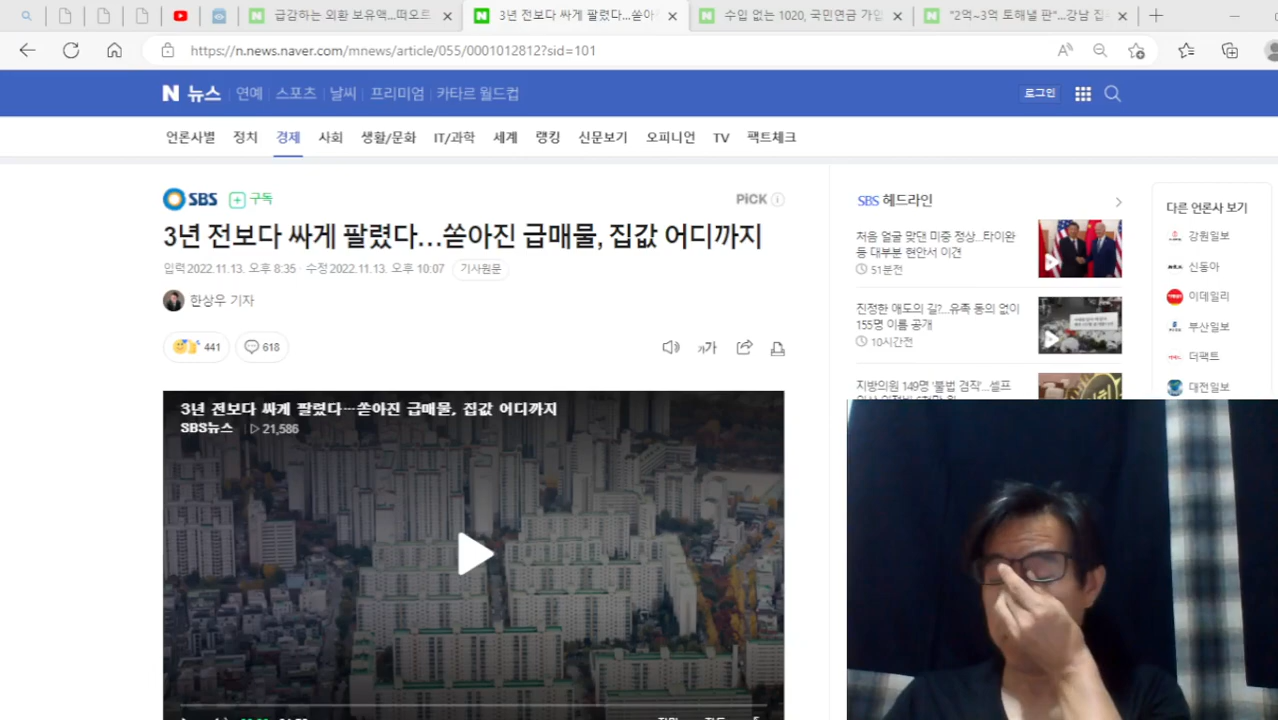 급감하는 외환 보유액...떠오르
3년 전보다 싸게 팔렸다...쏟아진
수입 없는 1020, 국민연금 가입
"2억~3억 토해낼 판"...강남 집
https://n.news.naver.com/mnews/article/055/0001012812?sid=101
N 뉴스
연예
스포츠
날씨
프리미엄
카타르 월드컵
로그인
언론사별
정치
경제
사회
생활/문화
IT/과학
세계
랭킹
신문보기
오피니언
TV
팩트체크
SBS
구독
PiCK
3년 전보다 싸게 팔렸다...쏟아진 급매물, 집값 어디까지
입력2022.11.13. 오후 8:35
수정2022.11.13. 오후 10:07
기사원문
한상우 기자
441
618
가가
3년 전보다 싸게 팔렸다…쏟아진 급매물, 집값 어디까지
SBS뉴스
21,586
SBS 헤드라인
처음 얼굴 맞댄 미중 정상...타이완
등 대부분 현안서 이견
51분전
진정한 애도의 길?...유족 동의 없이
155명 이름 공개
10시간전
지방의원 149명 '불법 겸직'...셀프
다른 언론사 보기
강원일보
신동아
이데일리
부산일보
더팩트
대전일보